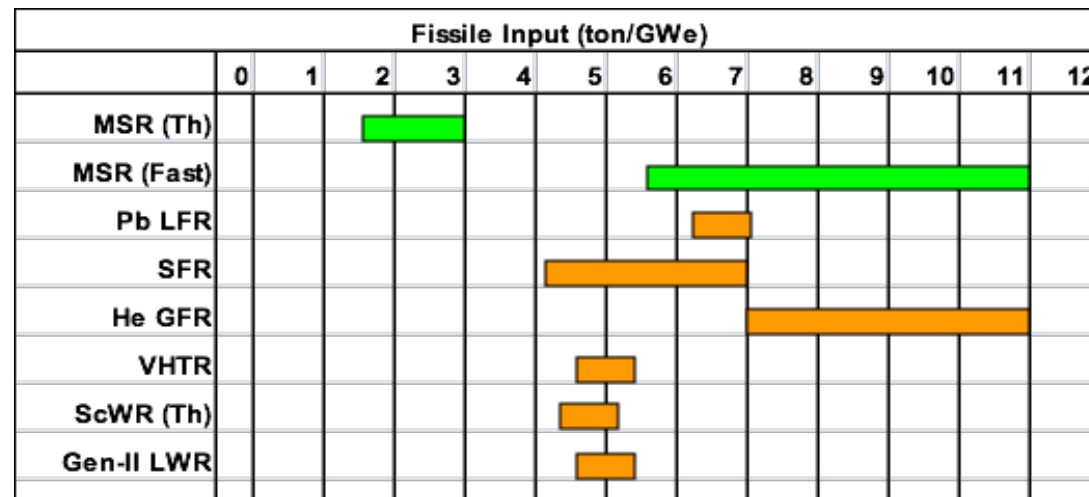 Fissile Input (ton/GWe)
0 1 2 3 4 5 6 7 8 9 10 11 12
MSR (Th)
MSR (Fast)
Pb LFR
SFR
He GFR
VHTR
ScWR (Th)
Gen-II LWR